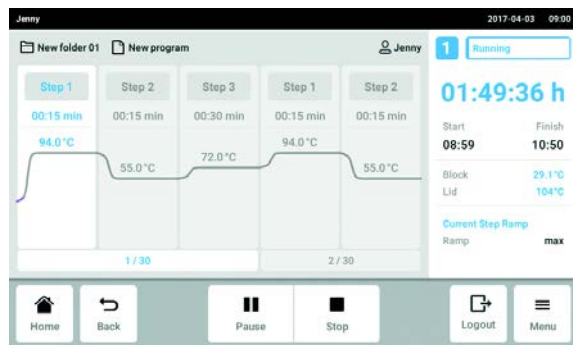 Jenny 2017-04-03 09:00
New folder 01 New program Jenny 1 Running
Step 1 Step 2 Step 3 Step 1 Step 2
00:15 min 00:15 min 00:30 min 00:15 min 00:15 min
94.0°C 55.0°C 72.0°C 94.0°C 55.0°C
1 / 30 2 / 30
01:49:36 h
Start Finish
08:59 10:50
Block 29.1°C
Lid 104°C
Current Step Ramp
Ramp max
Home Back Pause Stop Logout Menu